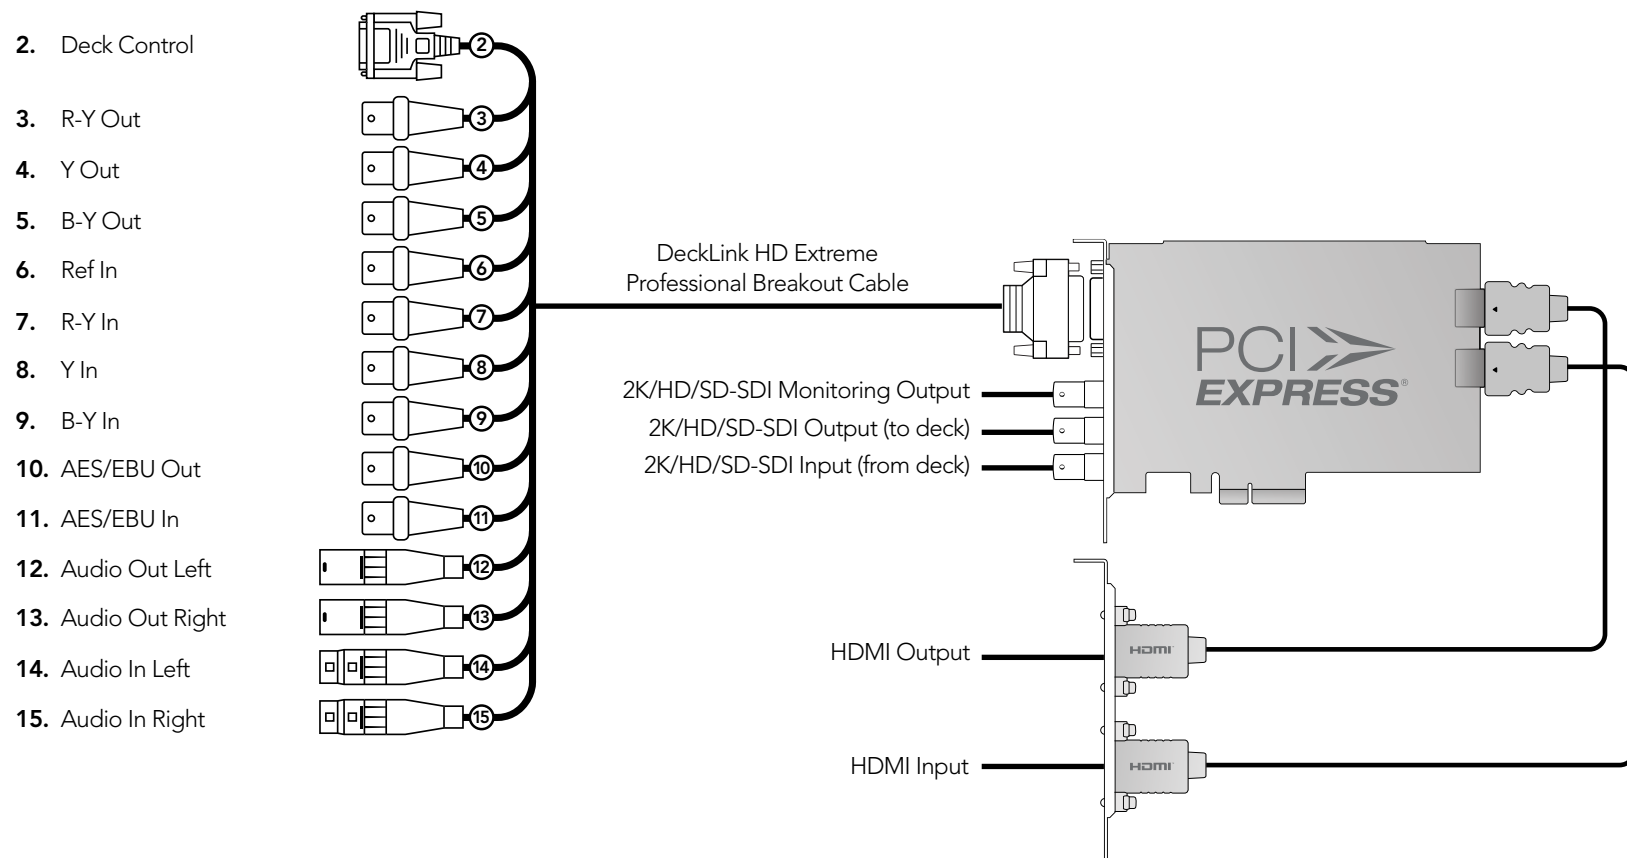 2. Deck Control
2
3. R-Y Out
3
4. Y Out
4
5. B-Y Out
5
6. Ref In
6
7. R-Y In
7
8. Y In
8
9. B-Y In
9
10. AES/EBU Out
10
11. AES/EBU In
11
12. Audio Out Left
12
13. Audio Out Right
13
14. Audio In Left
14
15. Audio In Right
15
DeckLink HD Extreme
Professional Breakout Cable
2K/HD/SD-SDI Monitoring Output
2K/HD/SD-SDI Output (to deck)
2K/HD/SD-SDI Input (from deck)
PCI
EXPRESS®
HDMI Output
HDMI
HDMI Input
HDMI